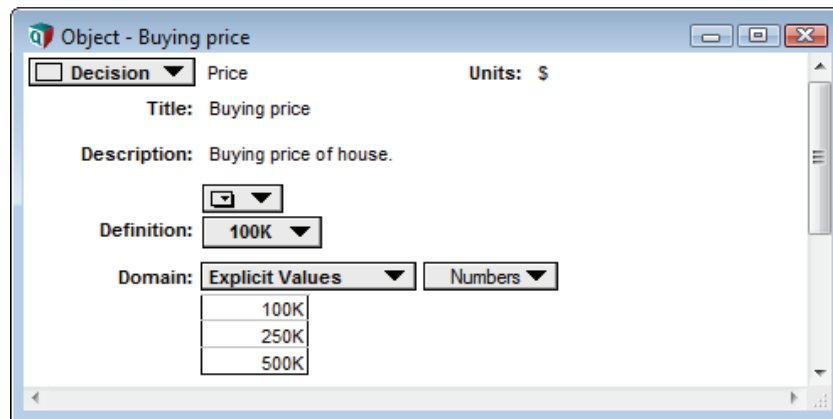 Object - Buying price
Decision Price Units: $
Title: Buying price
Description: Buying price of house.
Definition: 100K
Domain: Explicit Values Numbers
100K
250K
500K